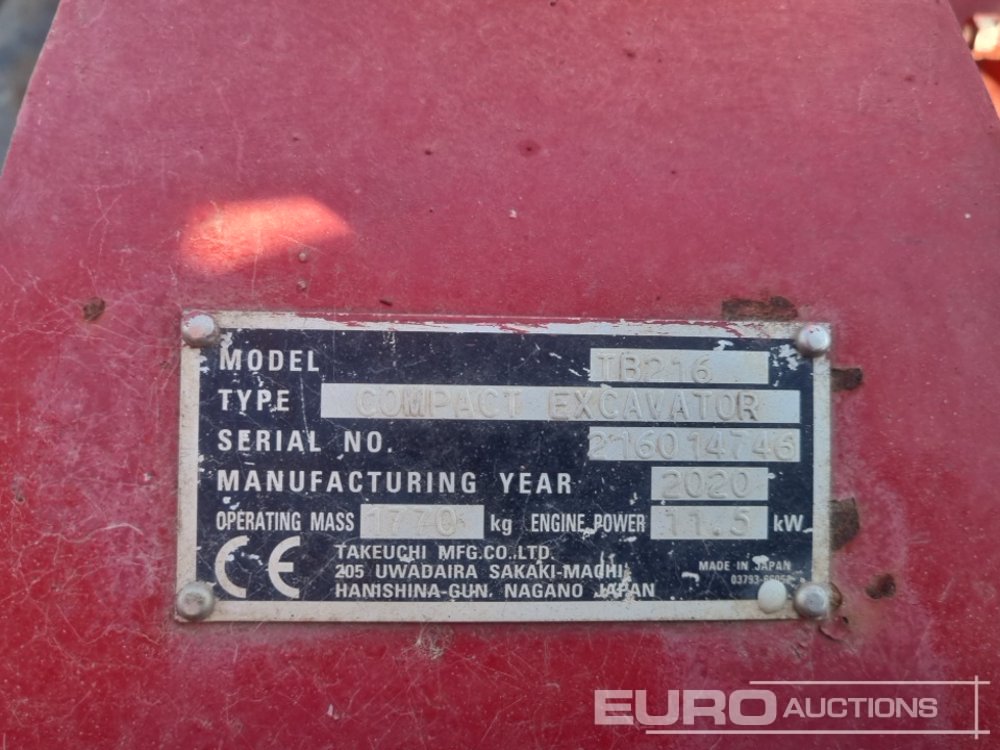 MODEL TB216
TYPE COMPACT EXCAVATOR
SERIAL NO. 216014746
MANUFACTURING YEAR 2020
OPERATING MASS 1770 kg ENGINE POWER 11.5 kW
CE
TAKEUCHI MFG.CO.,LTD.
205 UWADAIRA SAKAKI-MACHI,
HANISHINA-GUN, NAGANO JAPAN
MADE IN JAPAN
EURO AUCTIONS